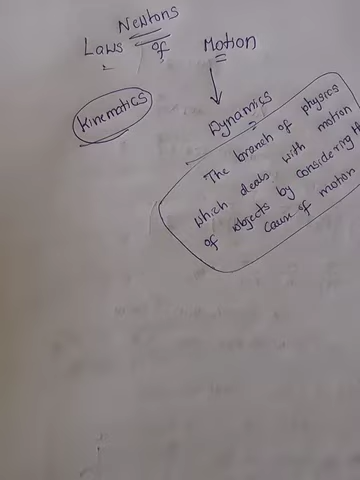 Newtons
Laws of Motion
Kinematics
Dynamics
The branch of physics
which deals with motion
of objects by considering
cause of motion